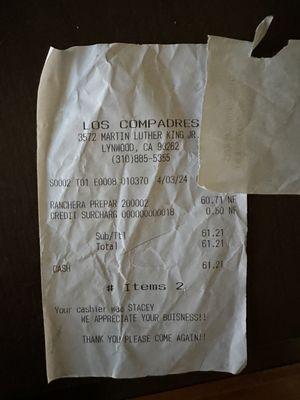 LOS COMPADRES
3572 MARTIN LUTHER KING JR.
LYNWOOD, CA 90262
(310)885-5355
S0002 T01 E0008 010370 4/03/24
RANCHERA PREPAR 200002 60.71 NF
CREDIT SURCHARG 000000000018 0.50 NF
Sub/Ttl 61.21
Total 61.21
CASH 61.21
# Items 2
Your cashier was STACEY
WE APPRECIATE YOUR BUISNESS!!
THANK YOU PLEASE COME AGAIN!!